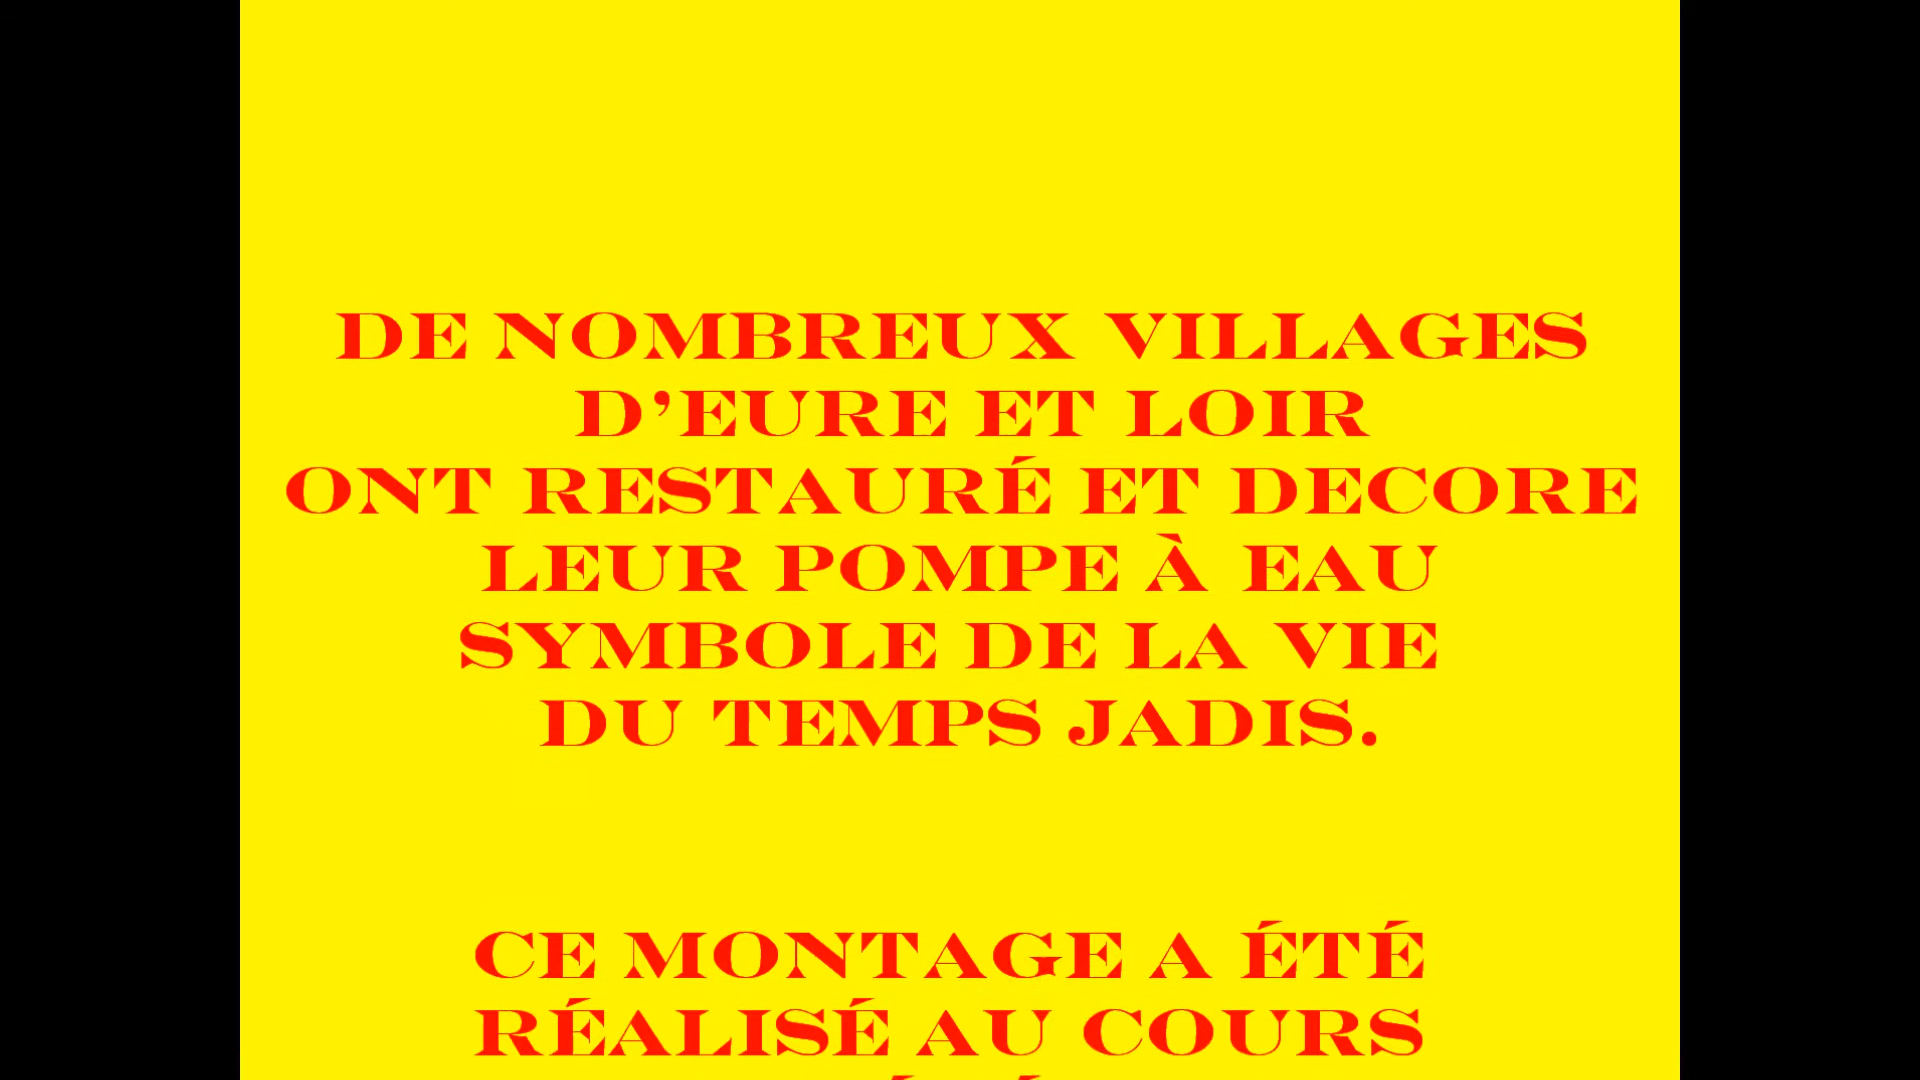 DE NOMBREUX VILLAGES
D'EURE ET LOIR
ONT RESTAURÉ ET DECORE
LEUR POMPE À EAU
SYMBOLE DE LA VIE
DU TEMPS JADIS.
CE MONTAGE A ÉTÉ
RÉALISÉ AU COURS